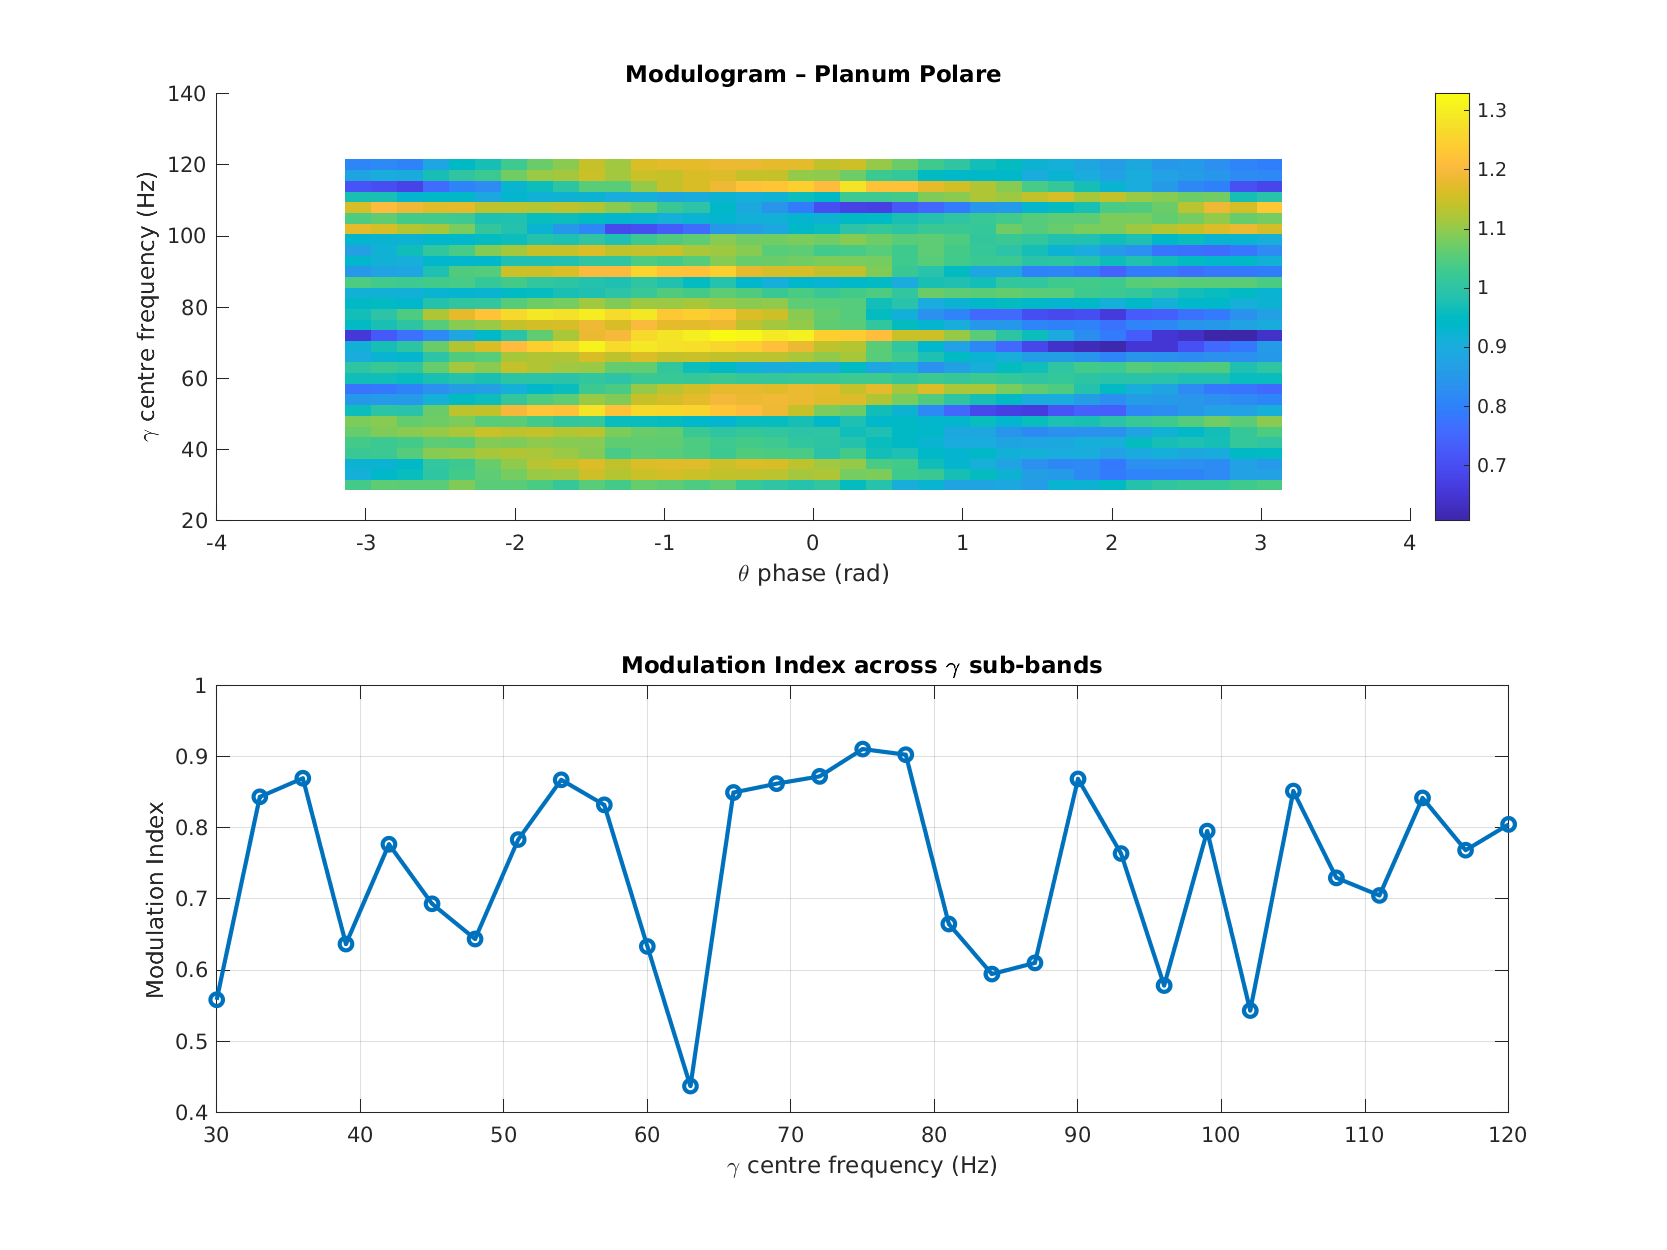 Modulogram – Planum Polare
140
120
100
80
60
40
20
γ centre frequency (Hz)
-4 -3 -2 -1 0 1 2 3 4
θ phase (rad)
1.3
1.2
1.1
1
0.9
0.8
0.7
Modulation Index across γ sub-bands
1
0.9
0.8
0.7
0.6
0.5
0.4
Modulation Index
30 40 50 60 70 80 90 100 110 120
γ centre frequency (Hz)